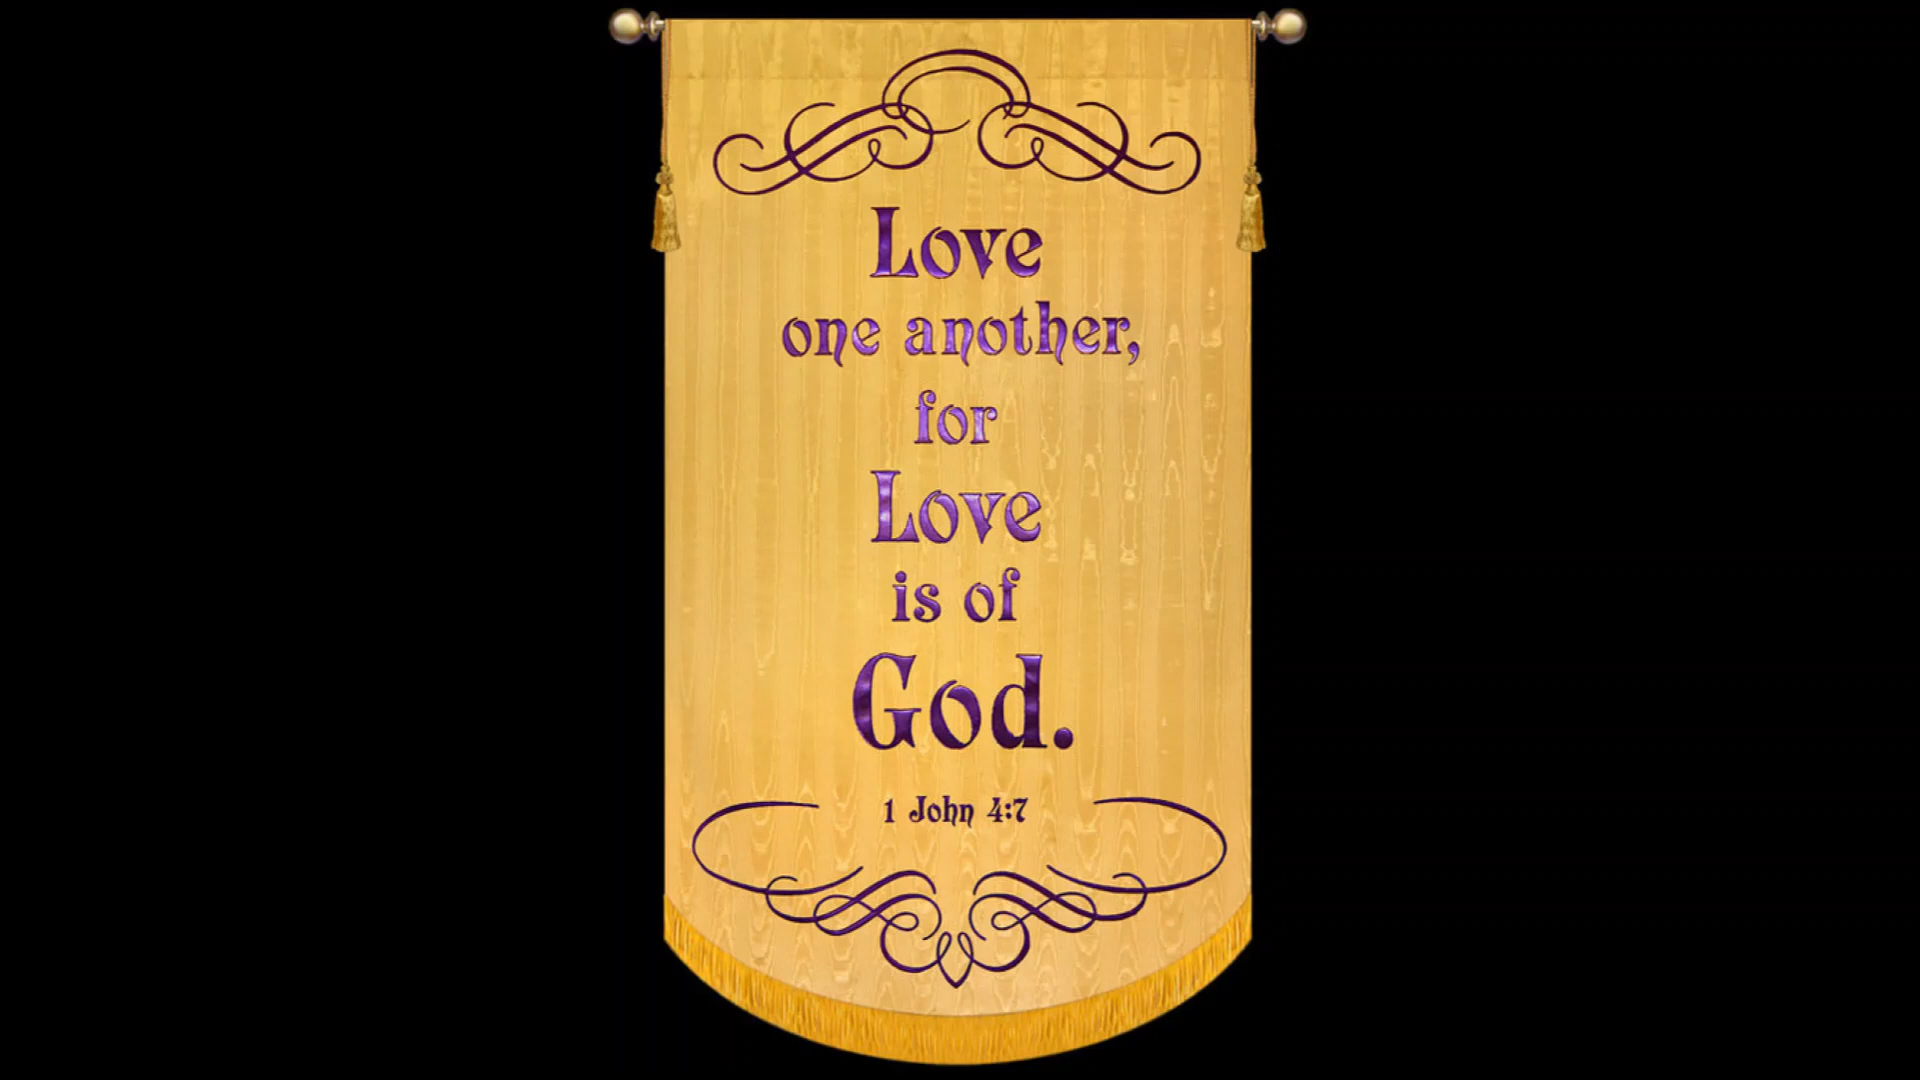 Love
one another,
for
Love
is of
God.
1 John 4:7